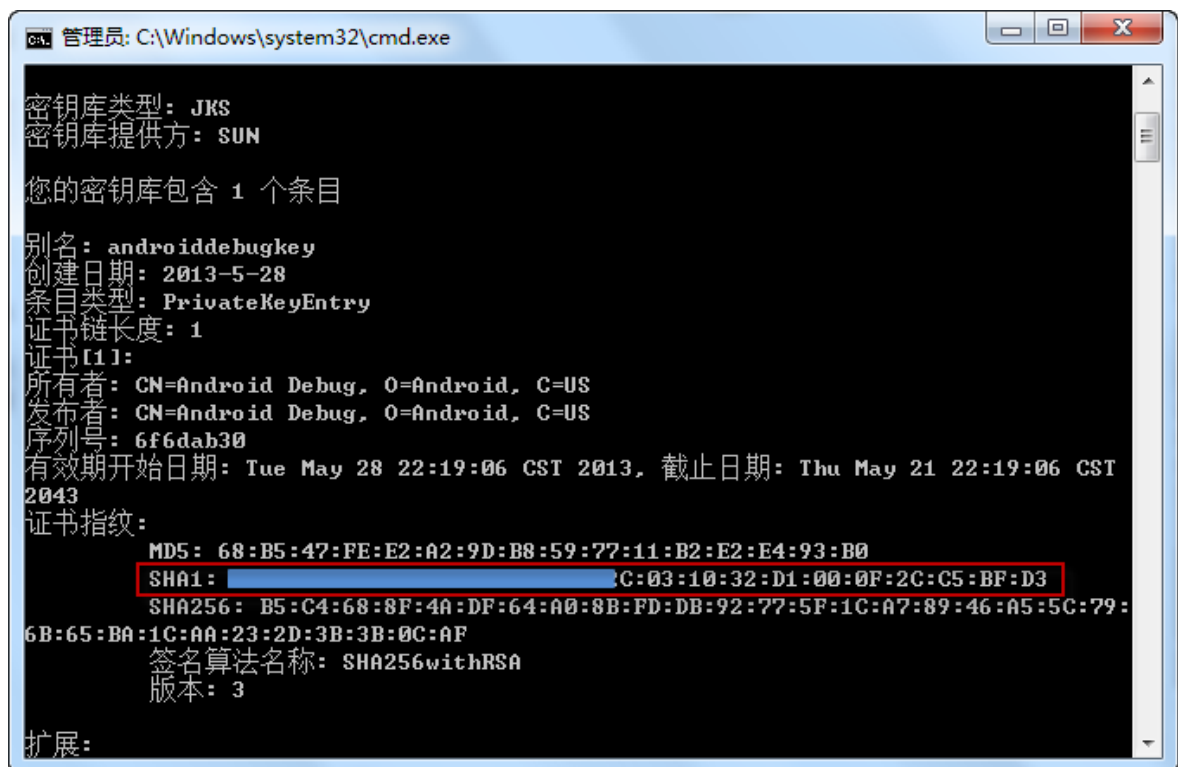 管理员: C:\Windows\system32\cmd.exe
密钥库类型: JKS
密钥库提供方: SUN
您的密钥库包含 1 个条目
别名: androiddebugkey
创建日期: 2013-5-28
条目类型: PrivateKeyEntry
证书链长度: 1
证书[1]:
所有者: CN=Android Debug, O=Android, C=US
发布者: CN=Android Debug, O=Android, C=US
序列号: 6f6dab30
有效期开始日期: Tue May 28 22:19:06 CST 2013, 截止日期: Thu May 21 22:19:06 CST
2043
证书指纹:
MD5: 68:B5:47:FE:E2:A2:9D:B8:59:77:11:B2:E2:E4:93:B0
SHA1: C:03:10:32:D1:00:0F:2C:C5:BF:D3
SHA256: B5:C4:68:8F:4A:DF:64:A0:8B:FD:DB:92:77:5F:1C:A7:89:46:A5:5C:79:
6B:65:BA:1C:AA:23:2D:3B:3B:0C:AF
签名算法名称: SHA256withRSA
版本: 3
扩展: